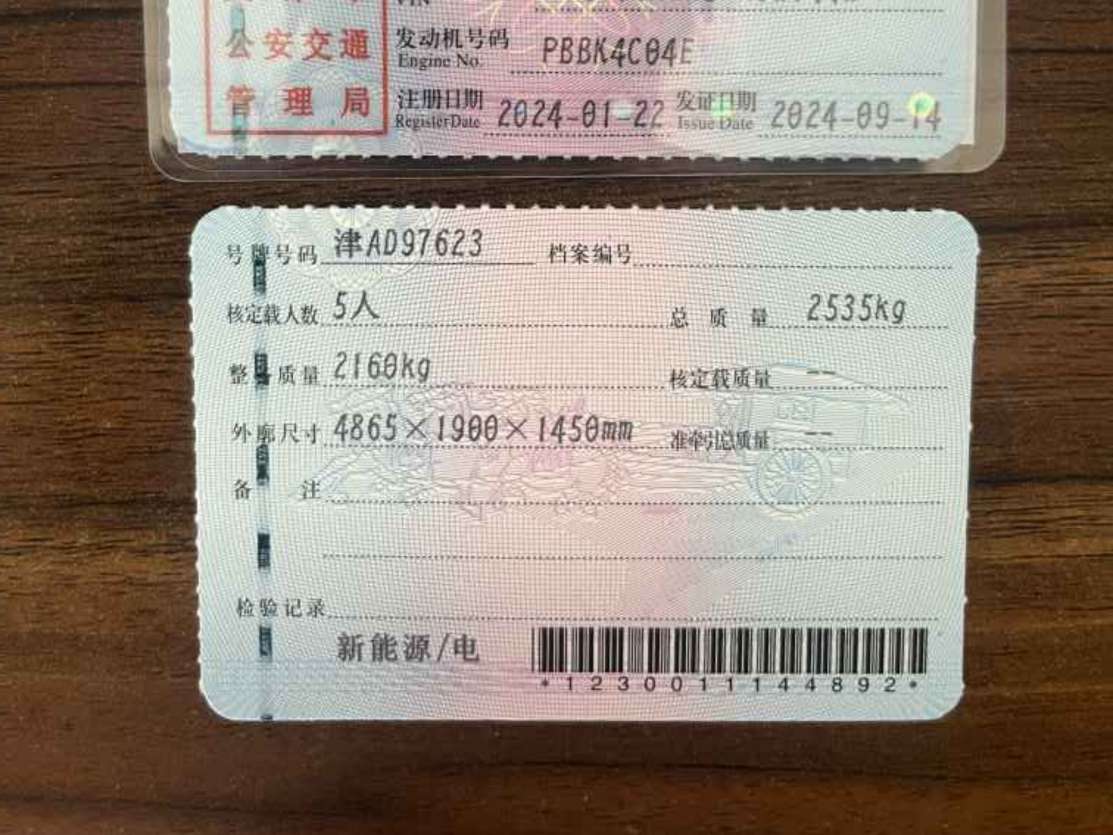 公安交通
管理局
发动机号码 PBBK4C04E
Engine No.
注册日期 2024-01-22 发证日期 2024-09-14
Register Date Issue Date
号牌号码 津AD97623 档案编号
核定载人数 5人 总质量 2535kg
整 质量 2160kg 核定载质量 --
外廓尺寸 4865×1900×1450mm 准牵引总质量 --
备注
检验记录
新能源/电
*1230011144892*